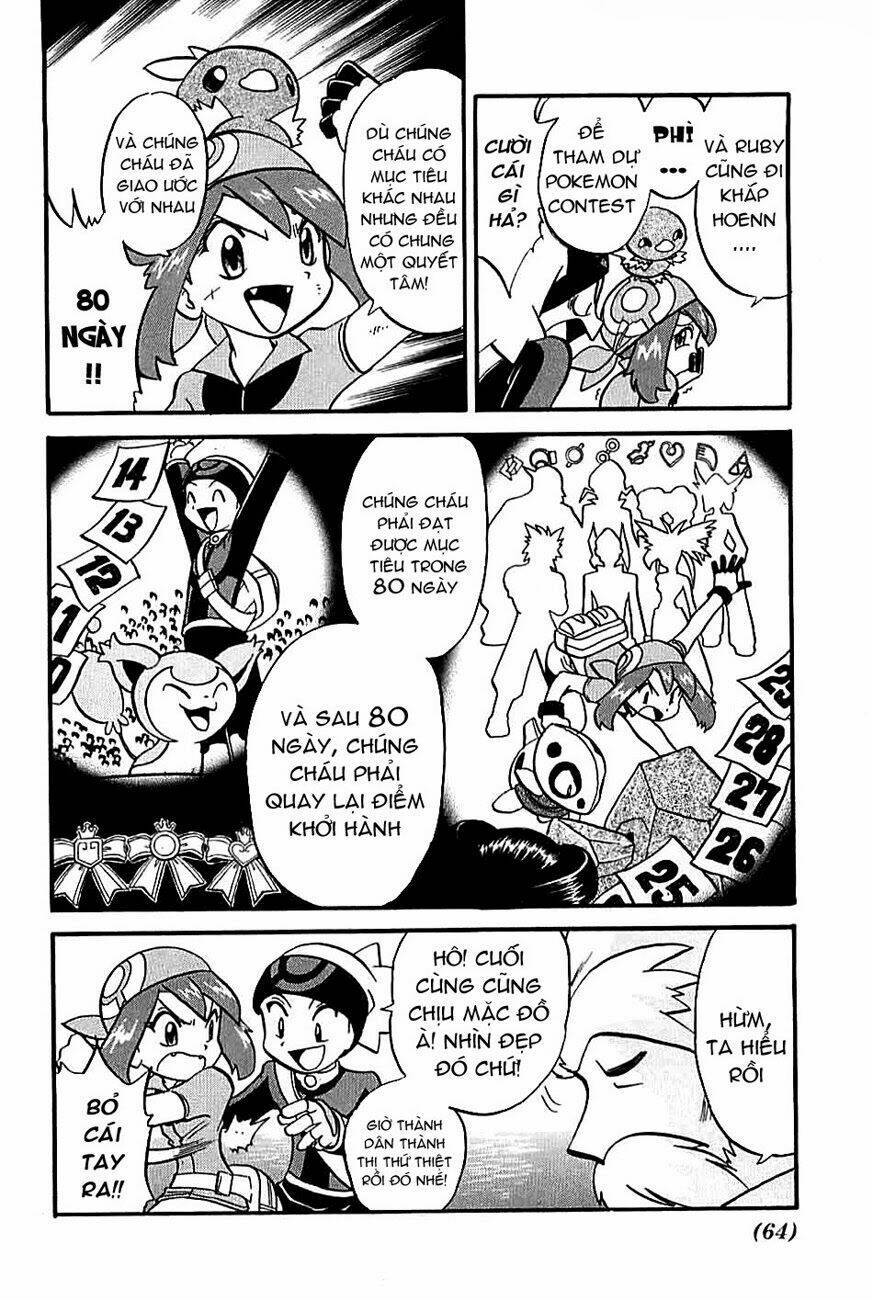 VÀ RUBY
CŨNG ĐI
KHẮP
HOENN
....
PHÌ
...
ĐỂ
THAM DỰ
POKEMON
CONTEST
CƯỜI
CÁI
GÌ
HẢ?
DÙ CHÚNG
CHÁU CÓ
MỤC TIÊU
KHÁC NHAU
NHƯNG ĐỀU
CÓ CHUNG
MỘT QUYẾT
TÂM!
VÀ CHÚNG
CHÁU ĐÃ
GIAO ƯỚC
VỚI NHAU
80
NGÀY
!!
CHÚNG CHÁU
PHẢI ĐẠT
ĐƯỢC MỤC
TIÊU TRONG
80 NGÀY
28
27
26
25
VÀ SAU 80
NGÀY, CHÚNG
CHÁU PHẢI
QUAY LẠI ĐIỂM
KHỞI HÀNH
14
13
12
11
HỪM,
TA HIỂU
RỒI
HÔ! CUỐI
CÙNG CŨNG
CHỊU MẶC ĐỒ
À! NHÌN ĐẸP
ĐÓ CHỨ!
GIỜ THÀNH
DÂN THÀNH
THỊ THỨ THIỆT
RỒI ĐÓ NHÉ!
BỎ
CÁI
TAY
RA!!
(64)